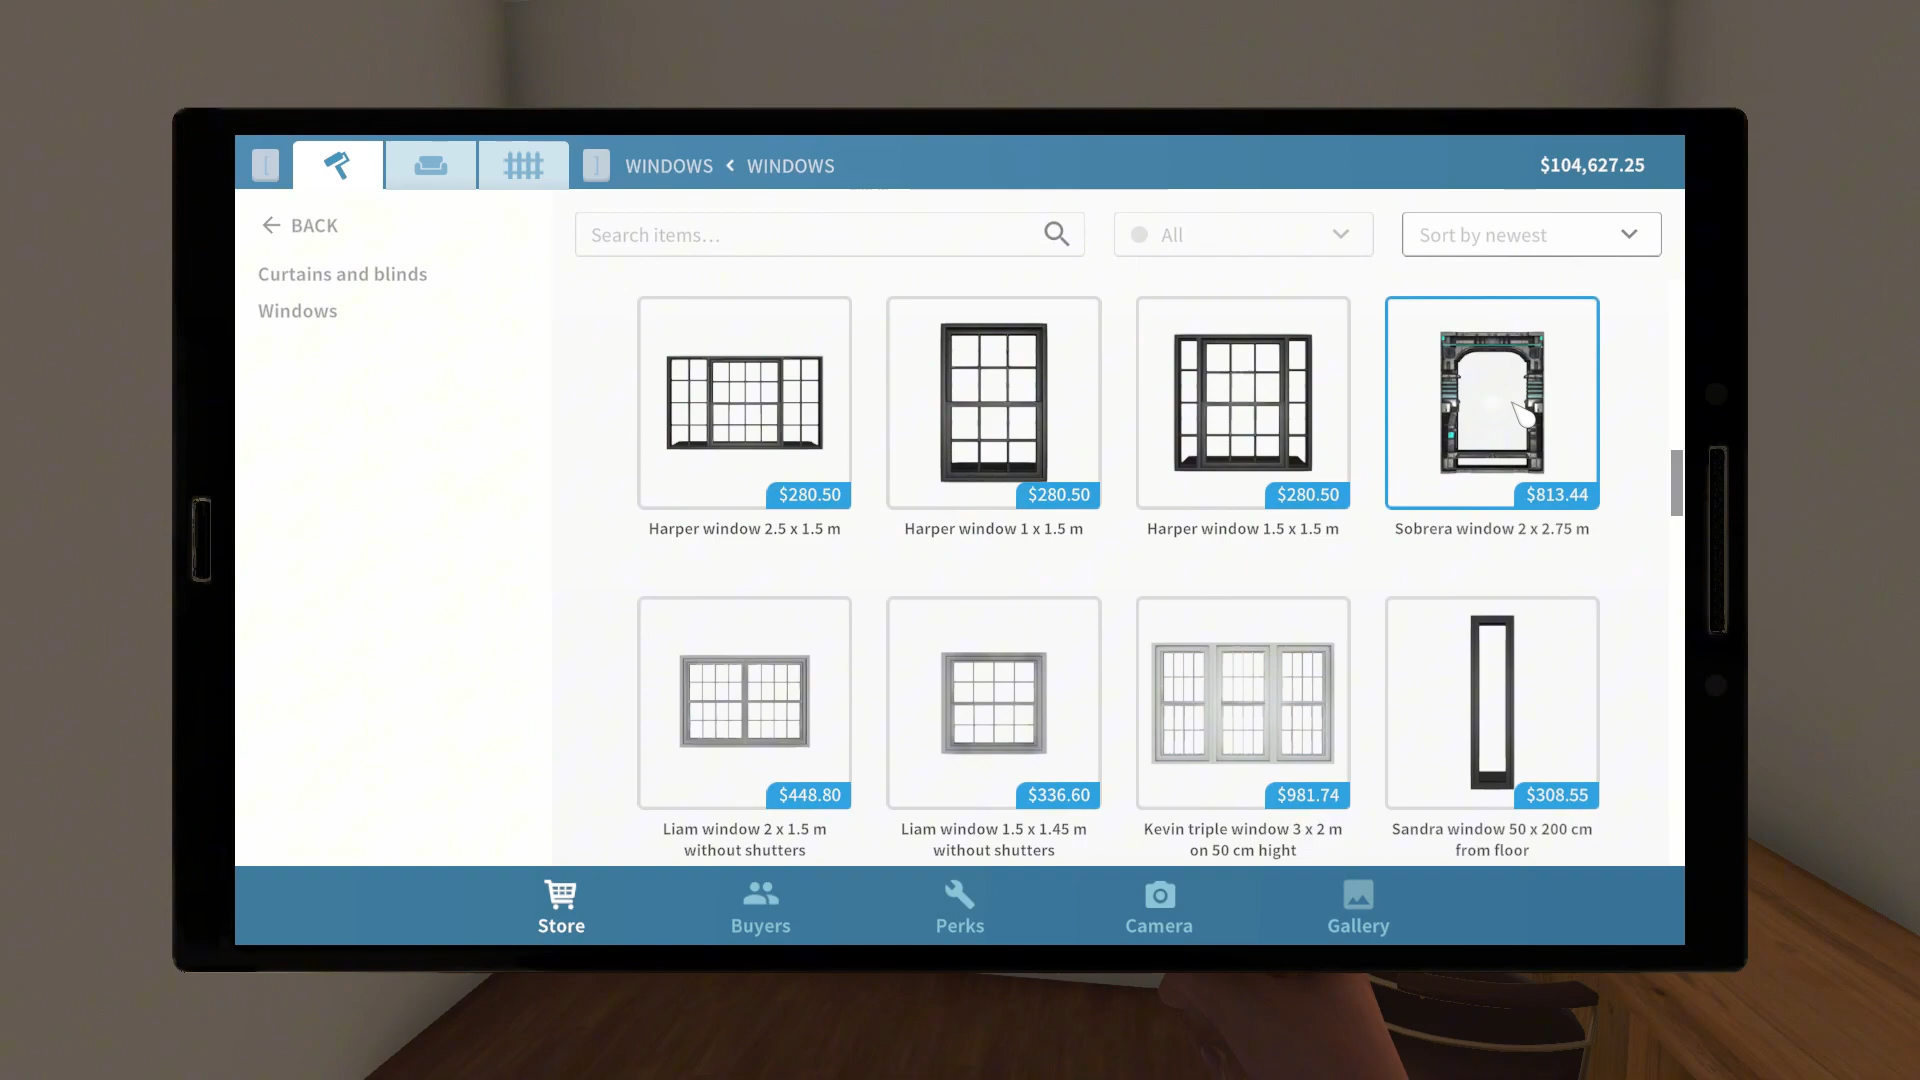 [
]
WINDOWS < WINDOWS
$104,627.25
BACK
Curtains and blinds
Windows
Search items...
All
Sort by newest
$280.50
$280.50
$280.50
$813.44
Harper window 2.5 x 1.5 m
Harper window 1 x 1.5 m
Harper window 1.5 x 1.5 m
Sobrera window 2 x 2.75 m
$448.80
$336.60
$981.74
$308.55
Liam window 2 x 1.5 m
without shutters
Liam window 1.5 x 1.45 m
without shutters
Kevin triple window 3 x 2 m
on 50 cm hight
Sandra window 50 x 200 cm
from floor
Store
Buyers
Perks
Camera
Gallery